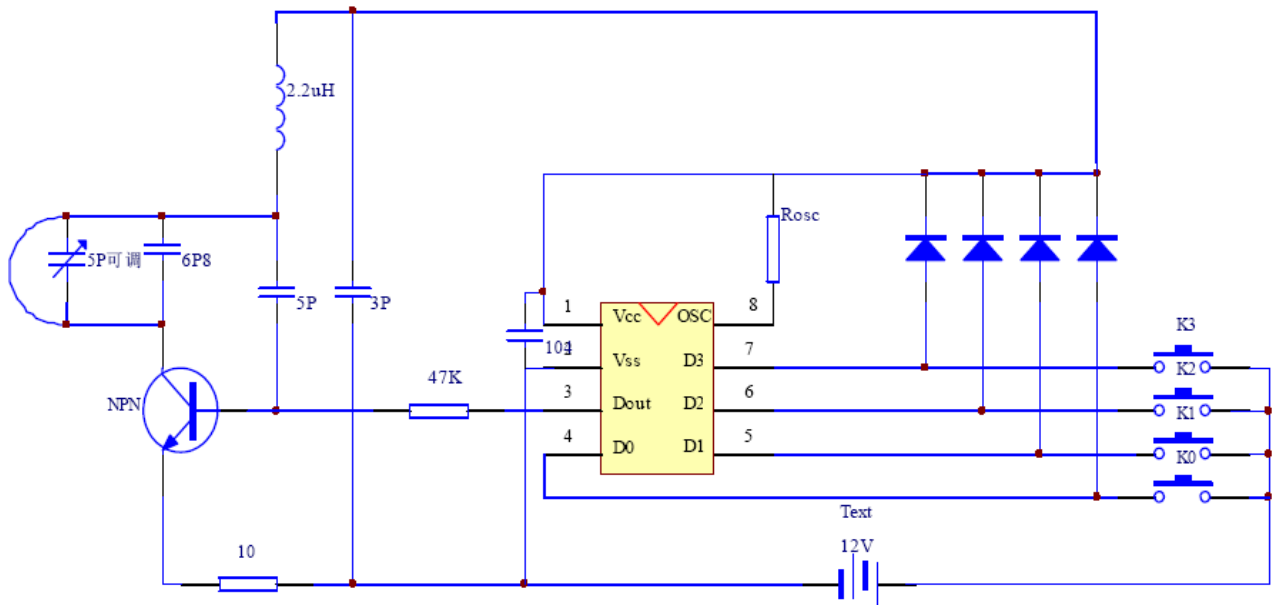 2.2uH
Rosc
5P可调
6P8
5P
3P
1
Vcc
OSC
8
104
Vss
D3
7
K3
K2
47K
3
Dout
D2
6
K1
NPN
4
D0
D1
5
K0
Text
12V
10